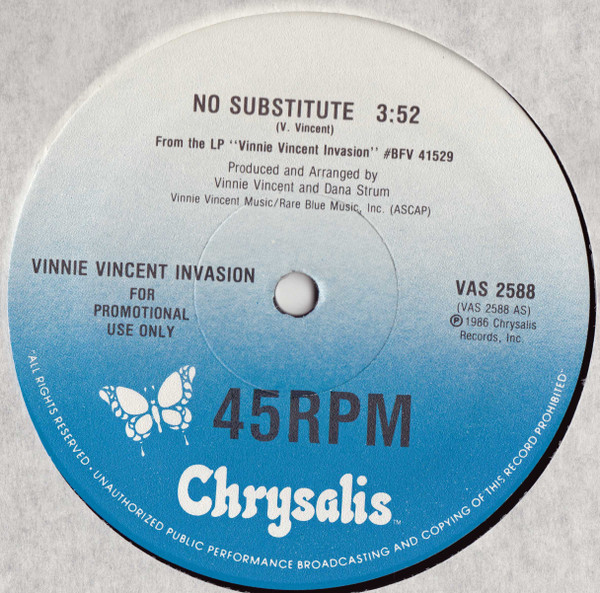 NO SUBSTITUTE 3:52
(V. Vincent)
From the LP "Vinnie Vincent Invasion" #BFV 41529
Produced and Arranged by
Vinnie Vincent and Dana Strum
Vinnie Vincent Music/Rare Blue Music, Inc. (ASCAP)
VINNIE VINCENT INVASION
FOR
PROMOTIONAL
USE ONLY
VAS 2588
(VAS 2588 AS)
℗ 1986 Chrysalis
Records, Inc.
45RPM
Chrysalis™
"ALL RIGHTS RESERVED · UNAUTHORIZED PUBLIC PERFORMANCE BROADCASTING AND COPYING OF THIS RECORD PROHIBITED"